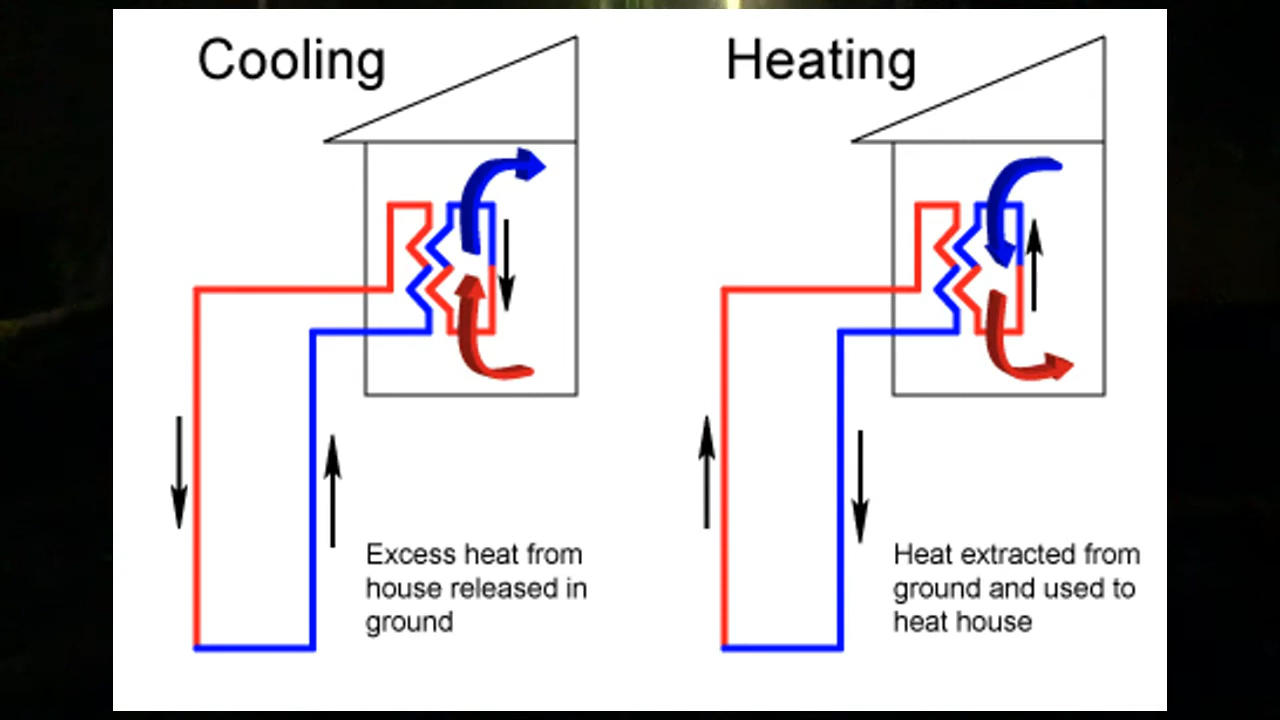 Cooling
Excess heat from
house released in
ground
Heating
Heat extracted from
ground and used to
heat house